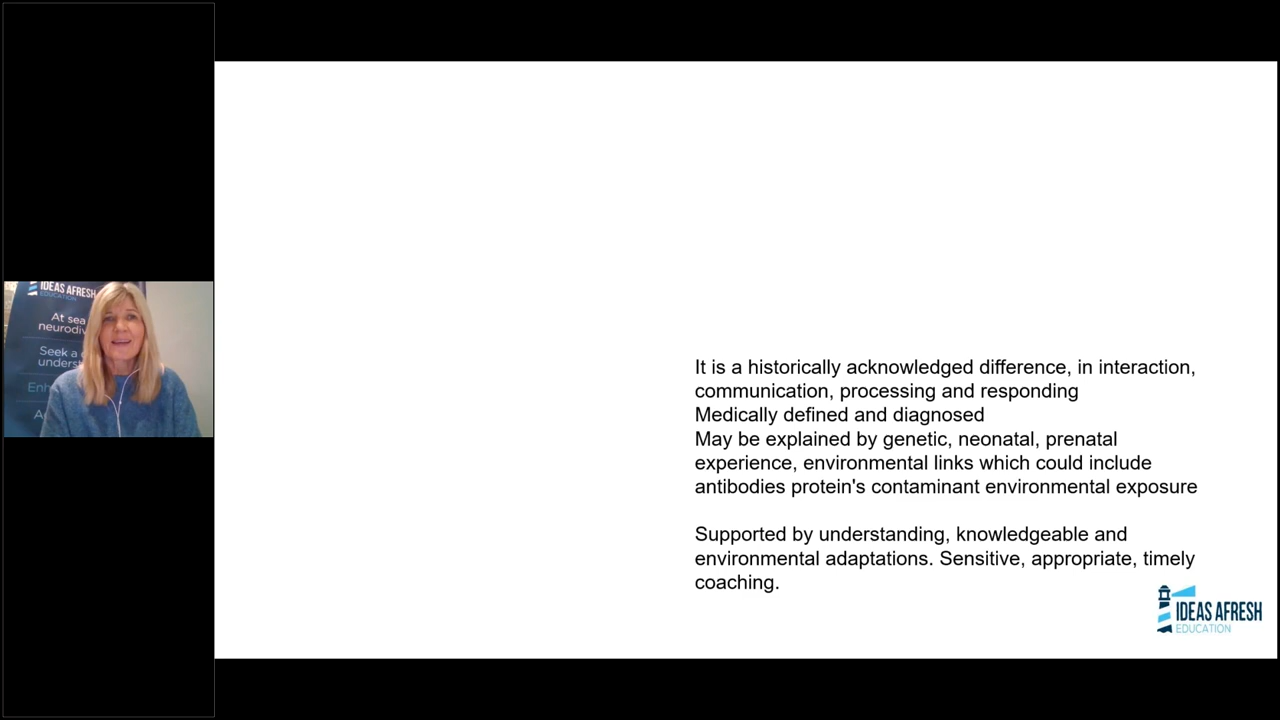 IDEAS AFRESH
EDUCATION
At sea
neurodiv
Seek a
underst
Enh
It is a historically acknowledged difference, in interaction,
communication, processing and responding
Medically defined and diagnosed
May be explained by genetic, neonatal, prenatal
experience, environmental links which could include
antibodies protein's contaminant environmental exposure
Supported by understanding, knowledgeable and
environmental adaptations. Sensitive, appropriate, timely
coaching.
IDEAS AFRESH
EDUCATION